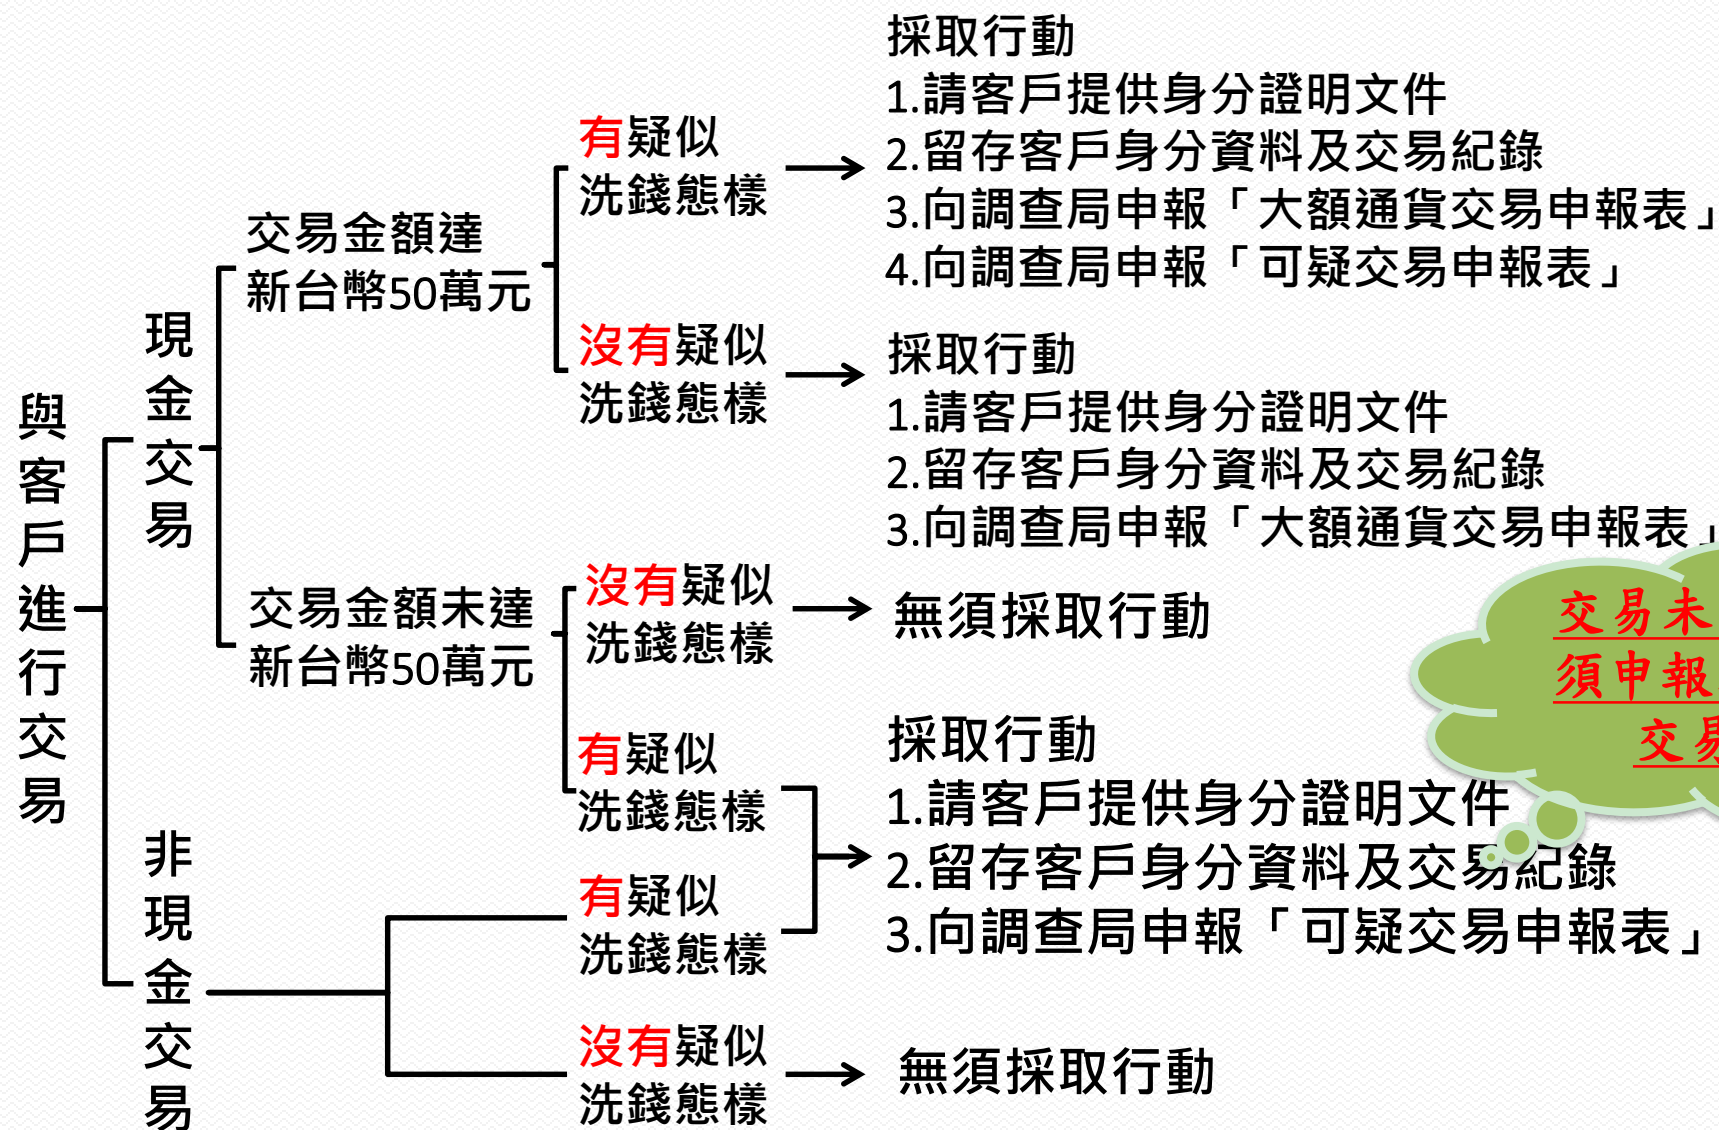 與客戶進行交易
現金交易
交易金額達
新台幣50萬元
有疑似
洗錢態樣
採取行動
1.請客戶提供身分證明文件
2.留存客戶身分資料及交易紀錄
3.向調查局申報「大額通貨交易申報表」
4.向調查局申報「可疑交易申報表」
沒有疑似
洗錢態樣
採取行動
1.請客戶提供身分證明文件
2.留存客戶身分資料及交易紀錄
3.向調查局申報「大額通貨交易申報表」
交易金額未達
新台幣50萬元
沒有疑似
洗錢態樣
無須採取行動
有疑似
洗錢態樣
非現金交易
有疑似
洗錢態樣
採取行動
1.請客戶提供身分證明文件
2.留存客戶身分資料及交易紀錄
3.向調查局申報「可疑交易申報表」
沒有疑似
洗錢態樣
無須採取行動
交易未
須申報
交易